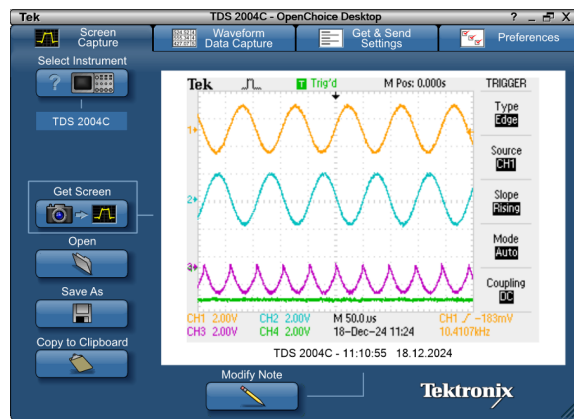 Tek TDS 2004C - OpenChoice Desktop ? _ X
Screen Capture
Waveform Data Capture
Get & Send Settings
Preferences
Select Instrument
?
TDS 2004C
Get Screen
Open
Save As
Copy to Clipboard
Tek T Trig'd M Pos: 0.000s TRIGGER
Type
Edge
Source
CH1
Slope
Rising
Mode
Auto
Coupling
DC
1+
2+
3+
CH1 2.00V CH2 2.00V M 50.0us CH1 -183mV
CH3 2.00V CH4 2.00V 18-Dec-24 11:24 10.4107kHz
TDS 2004C - 11:10:55 18.12.2024
Modify Note
Tektronix